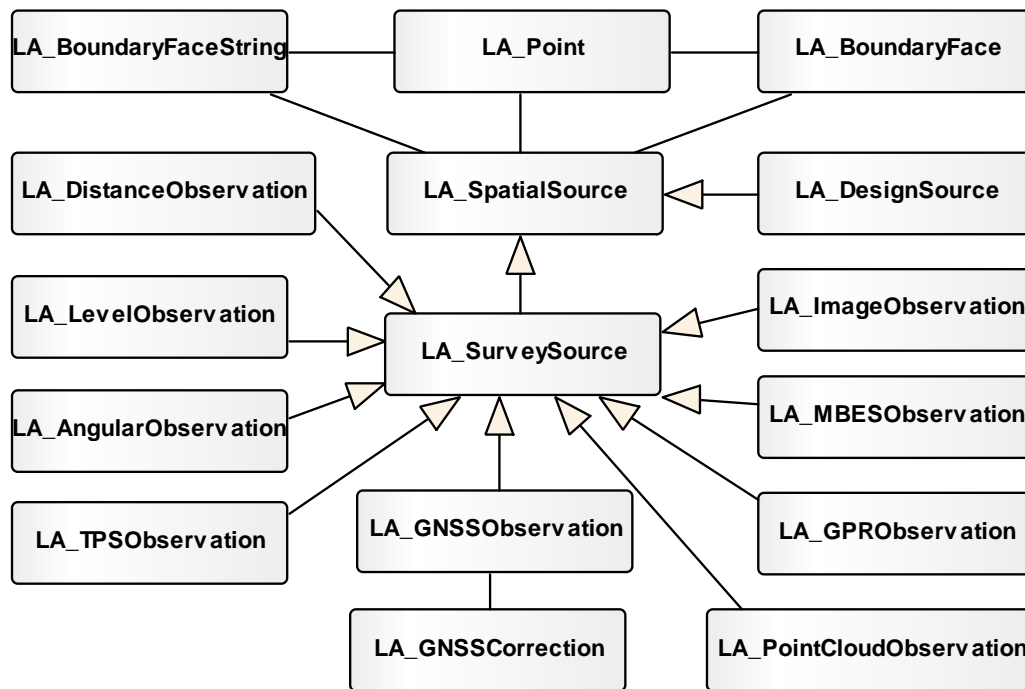 LA_BoundaryFaceString
LA_Point
LA_BoundaryFace
LA_DistanceObservation
LA_SpatialSource
LA_DesignSource
LA_LevelObservation
LA_SurveySource
LA_ImageObservation
LA_AngularObservation
LA_MBESObservation
LA_TPSObservation
LA_GNSSObservation
LA_GPRObservation
LA_GNSSCorrection
LA_PointCloudObservation